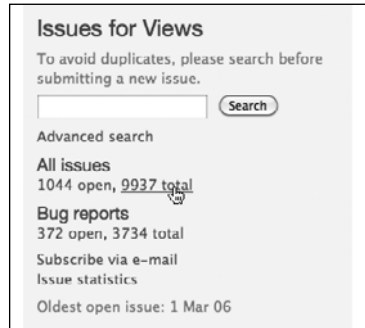 Issues for Views
To avoid duplicates, please search before
submitting a new issue.
Search
Advanced search
All issues
1044 open, 9937 total
Bug reports
372 open, 3734 total
Subscribe via e-mail
Issue statistics
Oldest open issue: 1 Mar 06